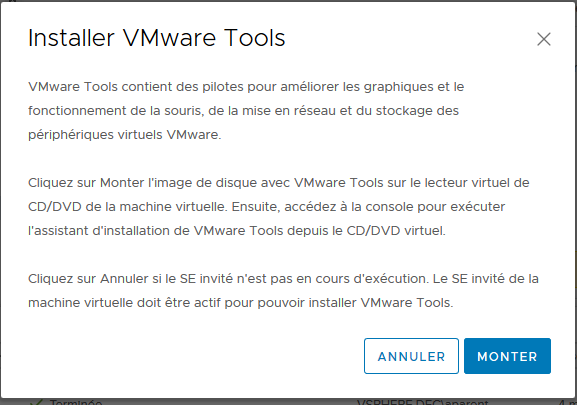 Installer VMware Tools
VMware Tools contient des pilotes pour améliorer les graphiques et le
fonctionnement de la souris, de la mise en réseau et du stockage des
périphériques virtuels VMware.
Cliquez sur Monter l'image de disque avec VMware Tools sur le lecteur virtuel de
CD/DVD de la machine virtuelle. Ensuite, accédez à la console pour exécuter
l'assistant d'installation de VMware Tools depuis le CD/DVD virtuel.
Cliquez sur Annuler si le SE invité n'est pas en cours d'exécution. Le SE invité de la
machine virtuelle doit être actif pour pouvoir installer VMware Tools.
ANNULER MONTER
Terminée